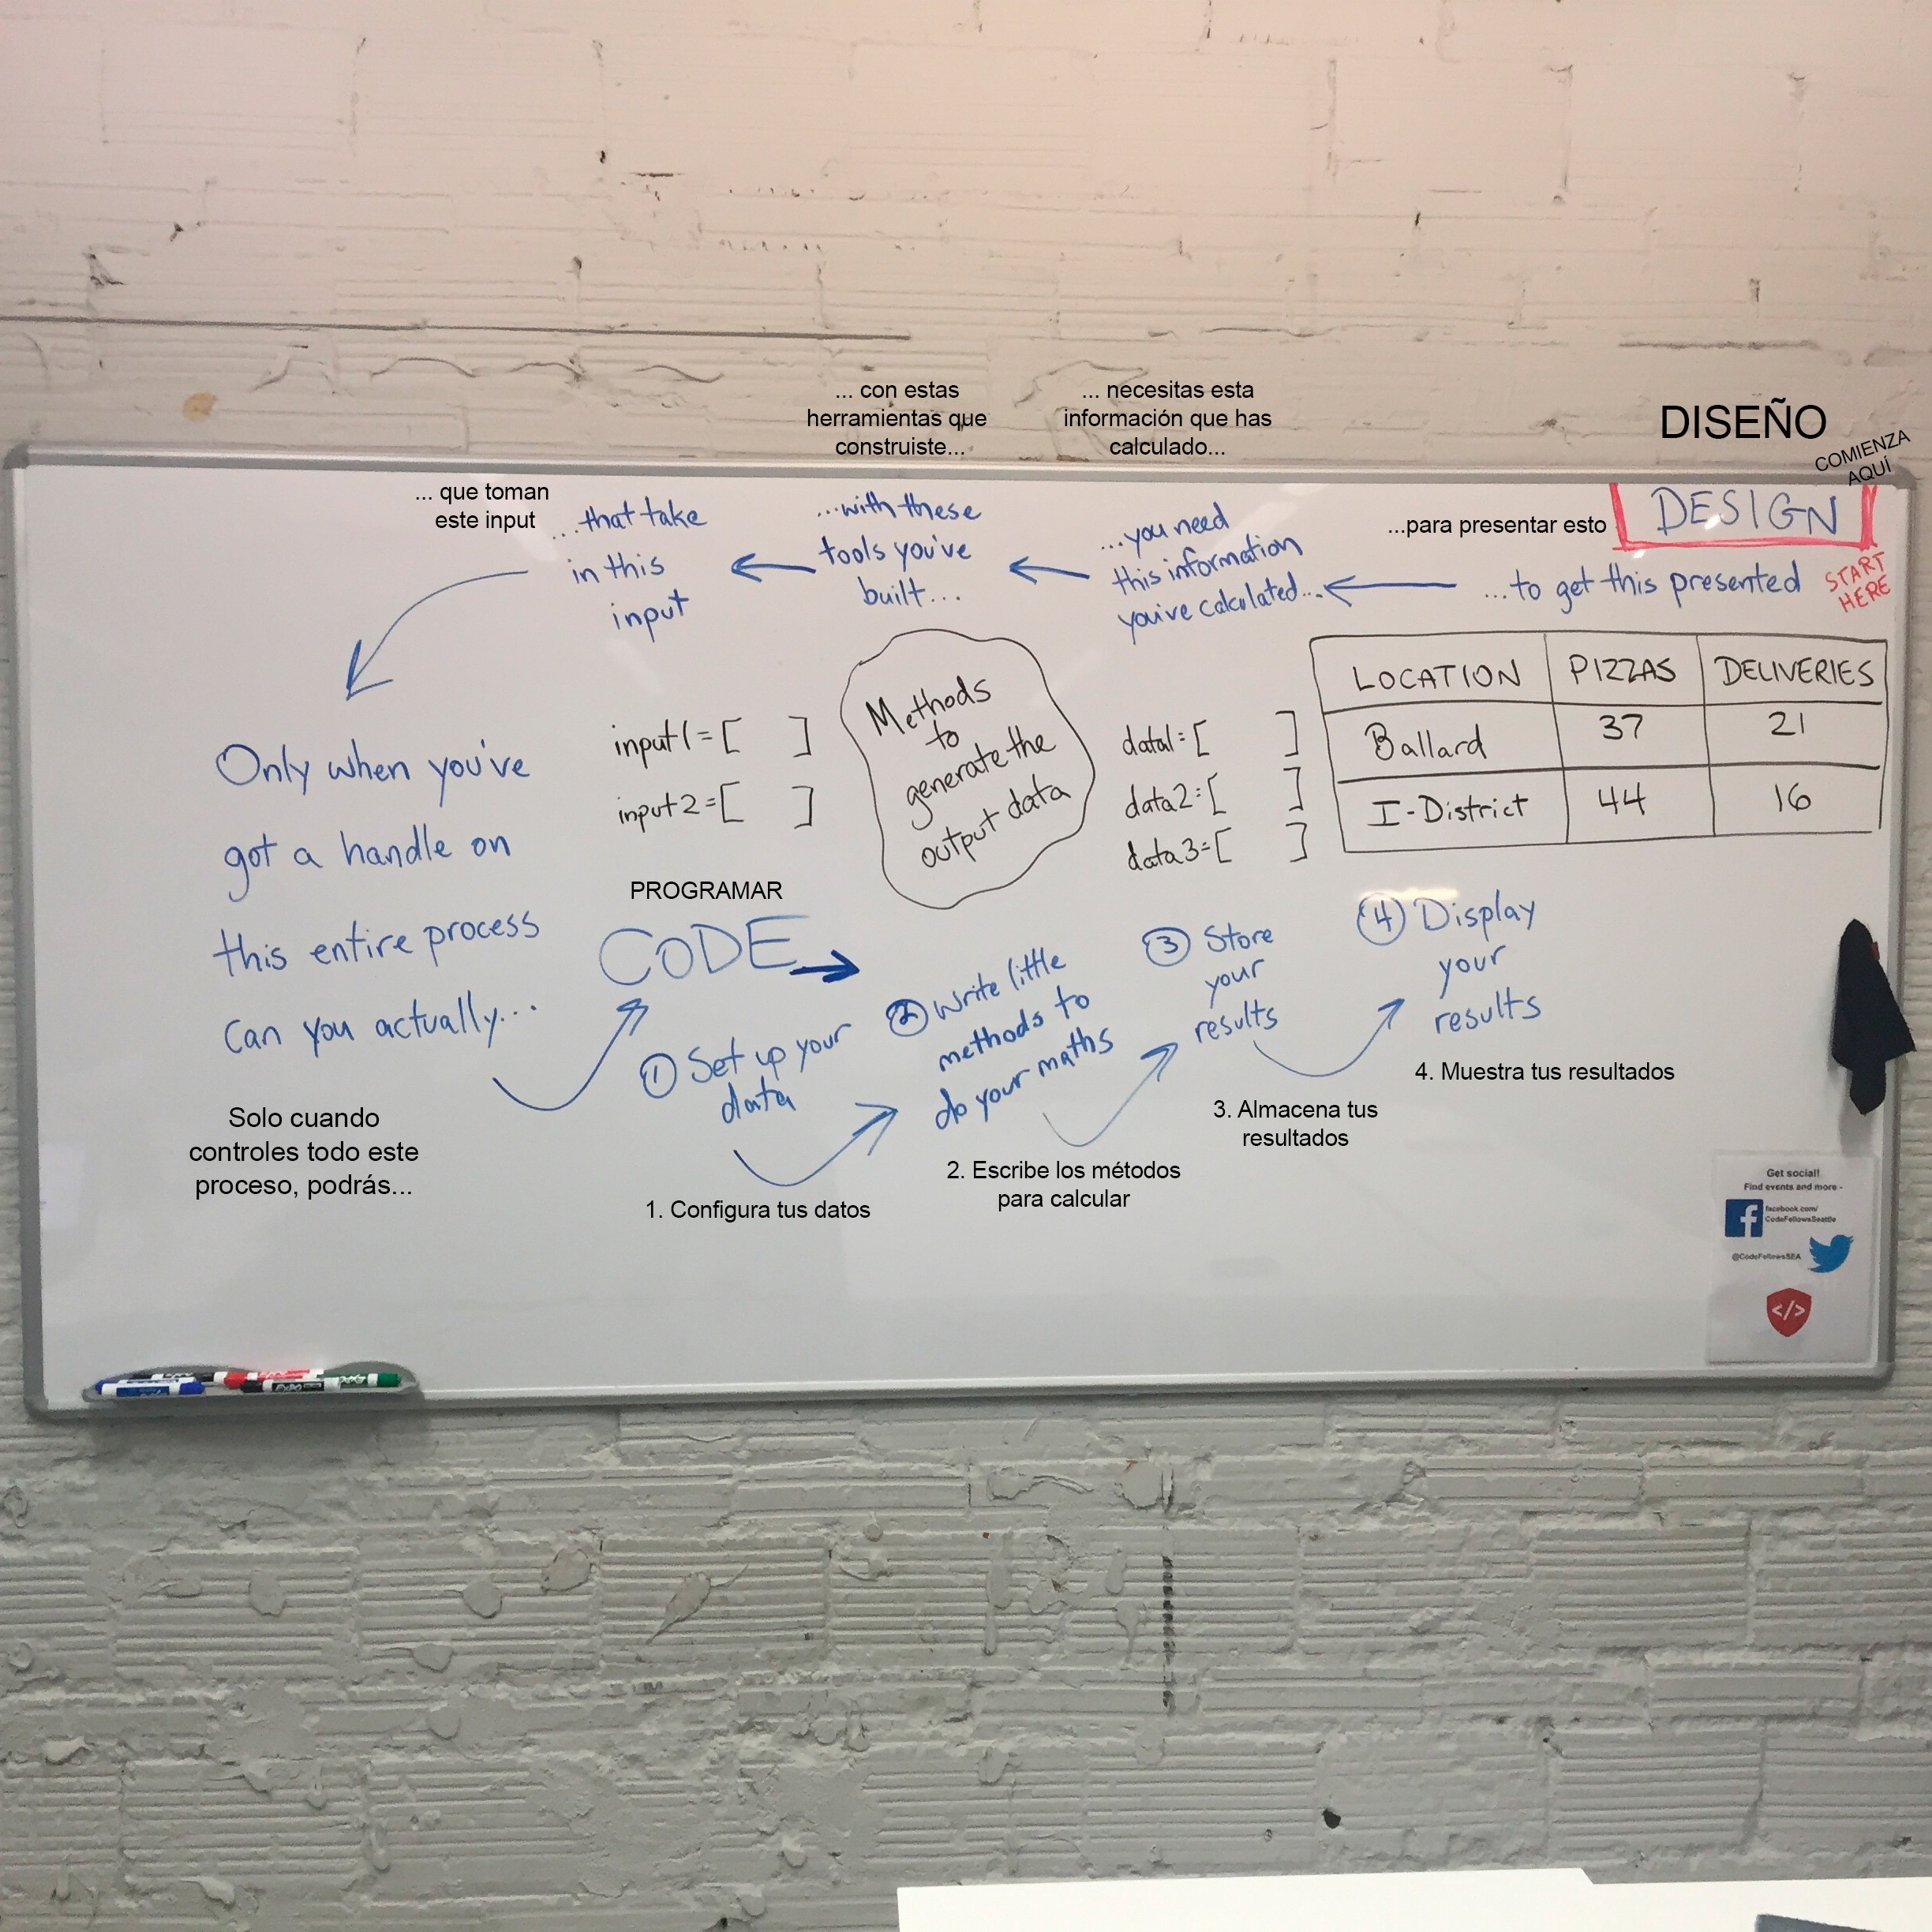 ... con estas
herramientas que
construiste...
... necesitas esta
información que has
calculado...
DISEÑO
COMIENZA
AQUÍ
... que toman
este input
...that take
in this
input
...with these
tools you've
built...
...you need
this information
you've calculated...
...para presentar esto
DESIGN
...to get this presented
START
HERE
LOCATION PIZZAS DELIVERIES
Ballard 37 21
I-District 44 16
input1=[ ]
input2=[ ]
Methods
to
generate the
output data
data1=[ ]
data2=[ ]
data3=[ ]
Only when you've
got a handle on
this entire process
can you actually...
Solo cuando
controles todo este
proceso, podrás...
PROGRAMAR
CODE
1 Set up your
data
1. Configura tus datos
2 Write little
methods to
do your maths
2. Escribe los métodos
para calcular
3 Store
your
results
3. Almacena tus
resultados
4 Display
your
results
4. Muestra tus resultados
Get social!
Find events and more -
facebook.com/
CodeFellowsSeattle
@CodeFellowsSEA
</>